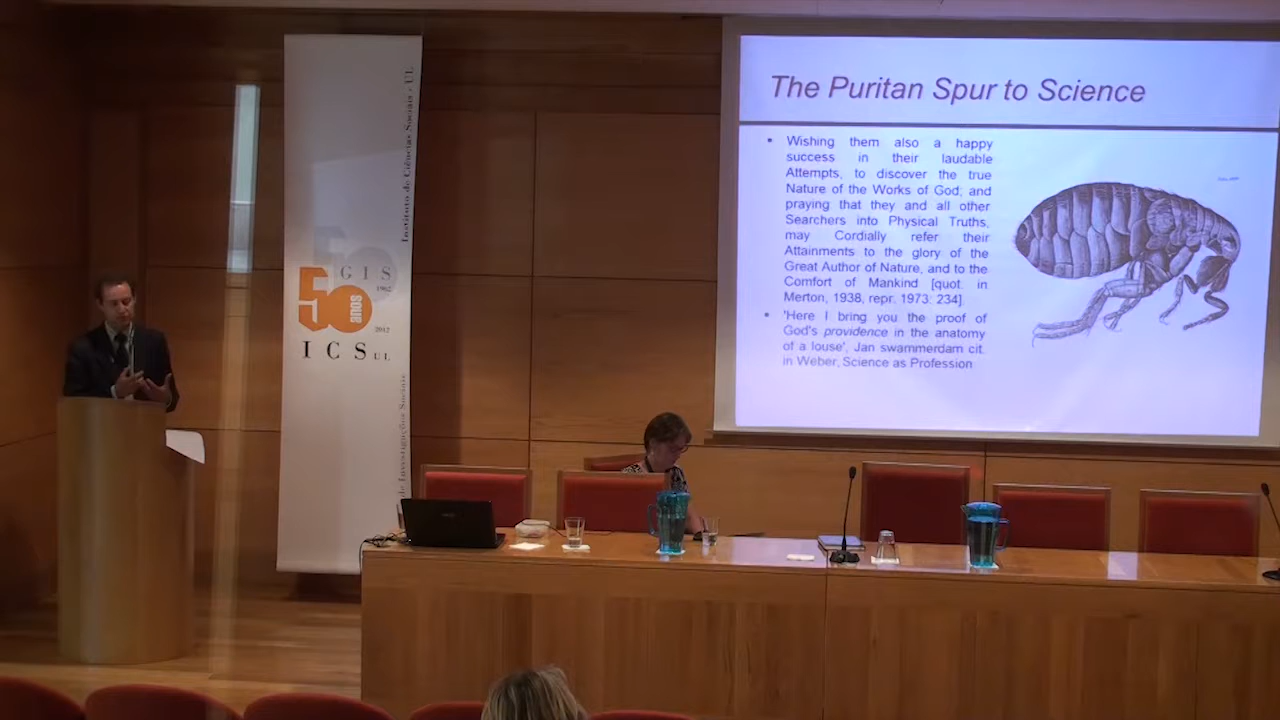 Instituto de Ciências Sociais - UL
50
anos
GIS
1962
2012
ICS UL
de Investigações Sociais
The Puritan Spur to Science
• Wishing them also a happy
success in their laudable
Attempts, to discover the true
Nature of the Works of God; and
praying that they and all other
Searchers into Physical Truths,
may Cordially refer their
Attainments to the glory of the
Great Author of Nature, and to the
Comfort of Mankind [quot. in
Merton, 1938, repr. 1973: 234].
• 'Here I bring you the proof of
God's providence in the anatomy
of a louse', Jan swammerdam cit.
in Weber, Science as Profession